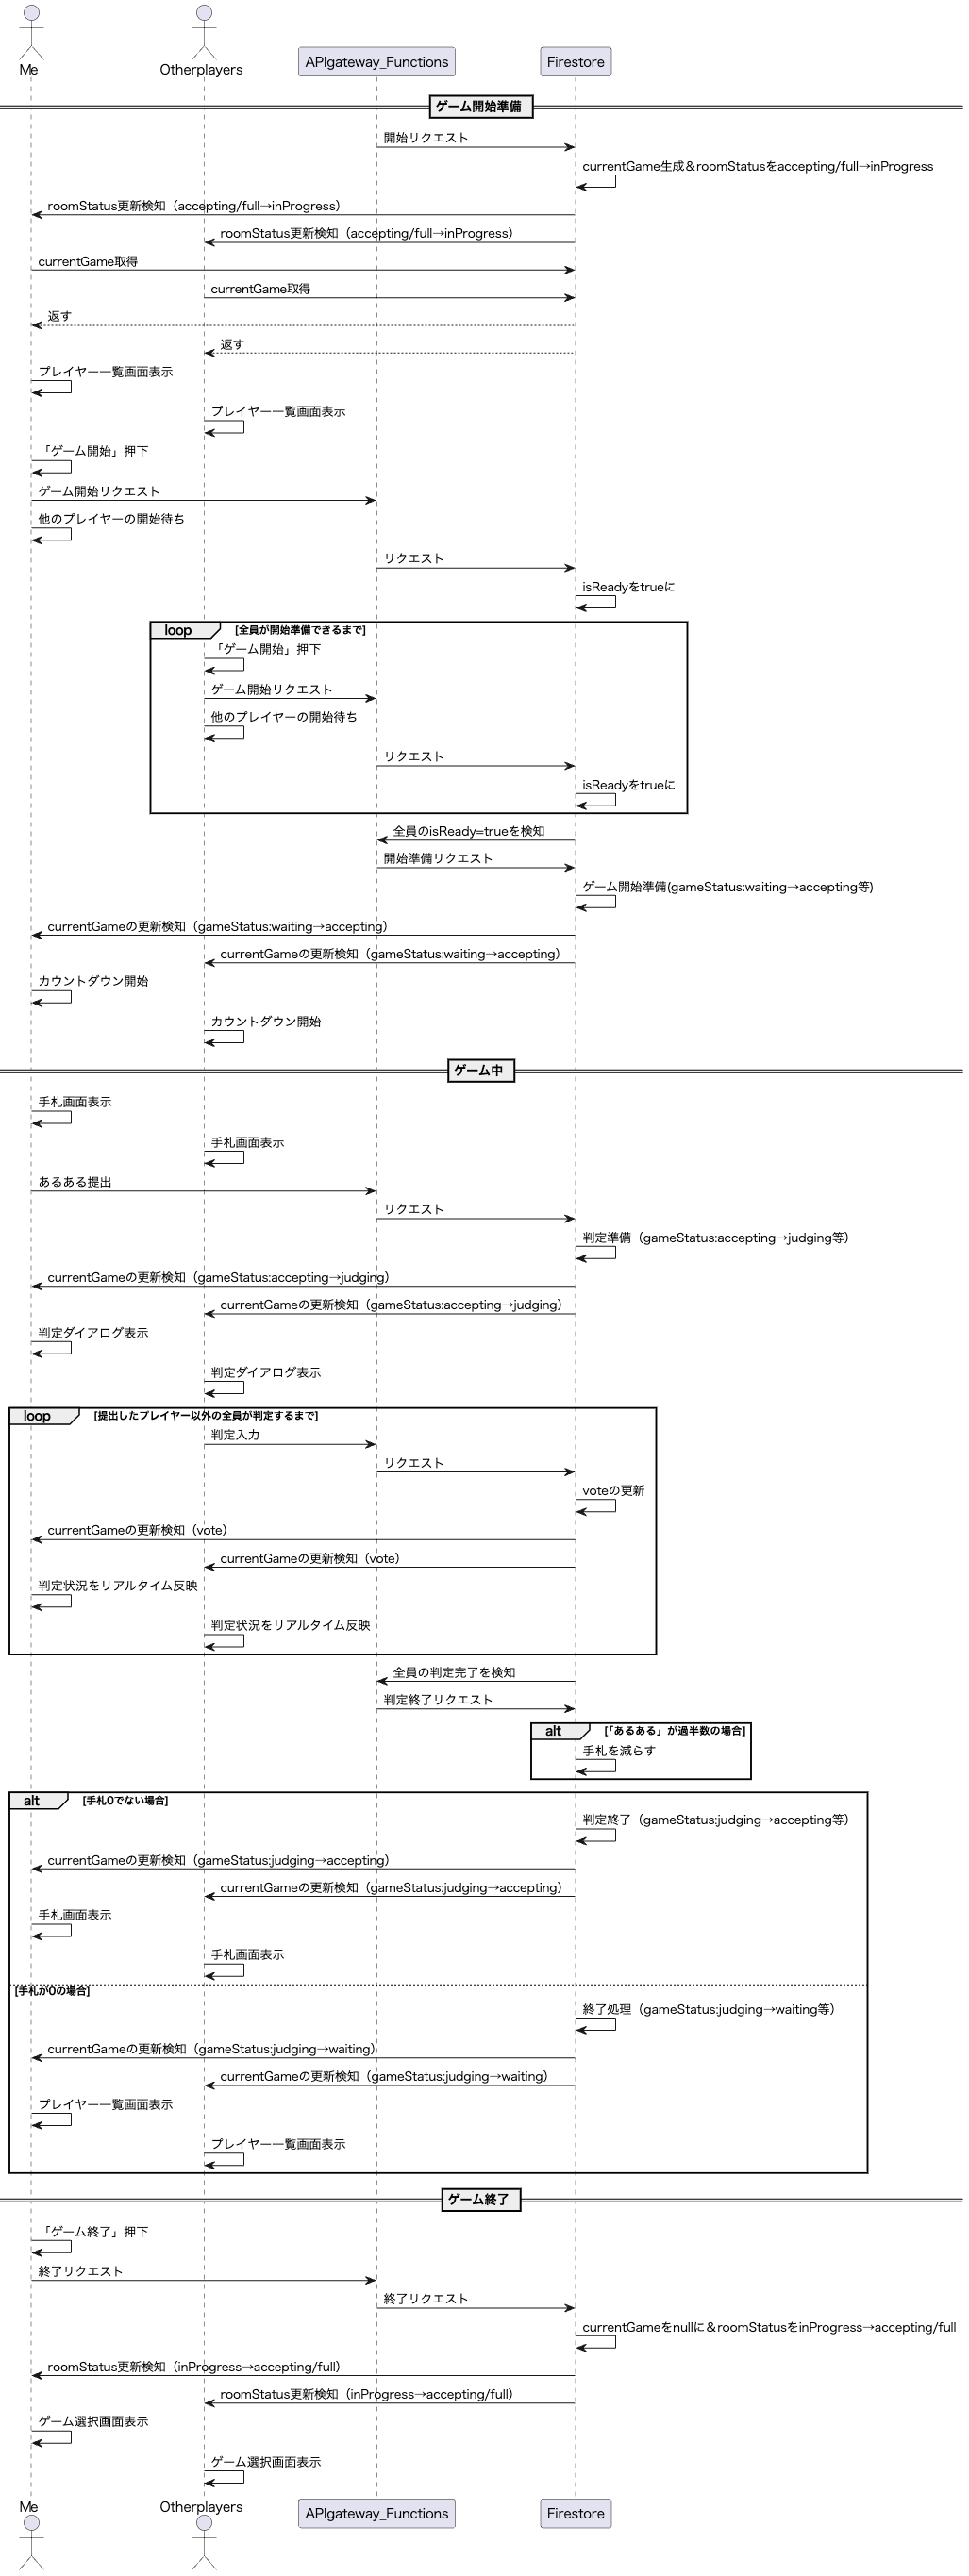 Me
Otherplayers
APIgateway_Functions
Firestore
ゲーム開始準備
開始リクエスト
currentGame生成＆roomStatusをaccepting/full→inProgress
roomStatus更新検知（accepting/full→inProgress）
roomStatus更新検知（accepting/full→inProgress）
currentGame取得
currentGame取得
返す
返す
プレイヤー一覧画面表示
プレイヤー一覧画面表示
「ゲーム開始」押下
ゲーム開始リクエスト
他のプレイヤーの開始待ち
リクエスト
isReadyをtrueに
loop [全員が開始準備できるまで]
「ゲーム開始」押下
ゲーム開始リクエスト
他のプレイヤーの開始待ち
リクエスト
isReadyをtrueに
全員のisReady=trueを検知
開始準備リクエスト
ゲーム開始準備(gameStatus:waiting→accepting等)
currentGameの更新検知（gameStatus:waiting→accepting）
currentGameの更新検知（gameStatus:waiting→accepting）
カウントダウン開始
カウントダウン開始
ゲーム中
手札画面表示
手札画面表示
あるある提出
リクエスト
判定準備（gameStatus:accepting→judging等）
currentGameの更新検知（gameStatus:accepting→judging）
currentGameの更新検知（gameStatus:accepting→judging）
判定ダイアログ表示
判定ダイアログ表示
loop [提出したプレイヤー以外の全員が判定するまで]
判定入力
リクエスト
voteの更新
currentGameの更新検知（vote）
currentGameの更新検知（vote）
判定状況をリアルタイム反映
判定状況をリアルタイム反映
全員の判定完了を検知
判定終了リクエスト
alt [「あるある」が過半数の場合]
手札を減らす
alt [手札0でない場合]
判定終了（gameStatus:judging→accepting等）
currentGameの更新検知（gameStatus:judging→accepting）
currentGameの更新検知（gameStatus:judging→accepting）
手札画面表示
手札画面表示
[手札が0の場合]
終了処理（gameStatus:judging→waiting等）
currentGameの更新検知（gameStatus:judging→waiting）
currentGameの更新検知（gameStatus:judging→waiting）
プレイヤー一覧画面表示
プレイヤー一覧画面表示
ゲーム終了
「ゲーム終了」押下
終了リクエスト
終了リクエスト
currentGameをnullに＆roomStatusをinProgress→accepting/full
roomStatus更新検知（inProgress→accepting/full）
roomStatus更新検知（inProgress→accepting/full）
ゲーム選択画面表示
ゲーム選択画面表示
Me
Otherplayers
APIgateway_Functions
Firestore